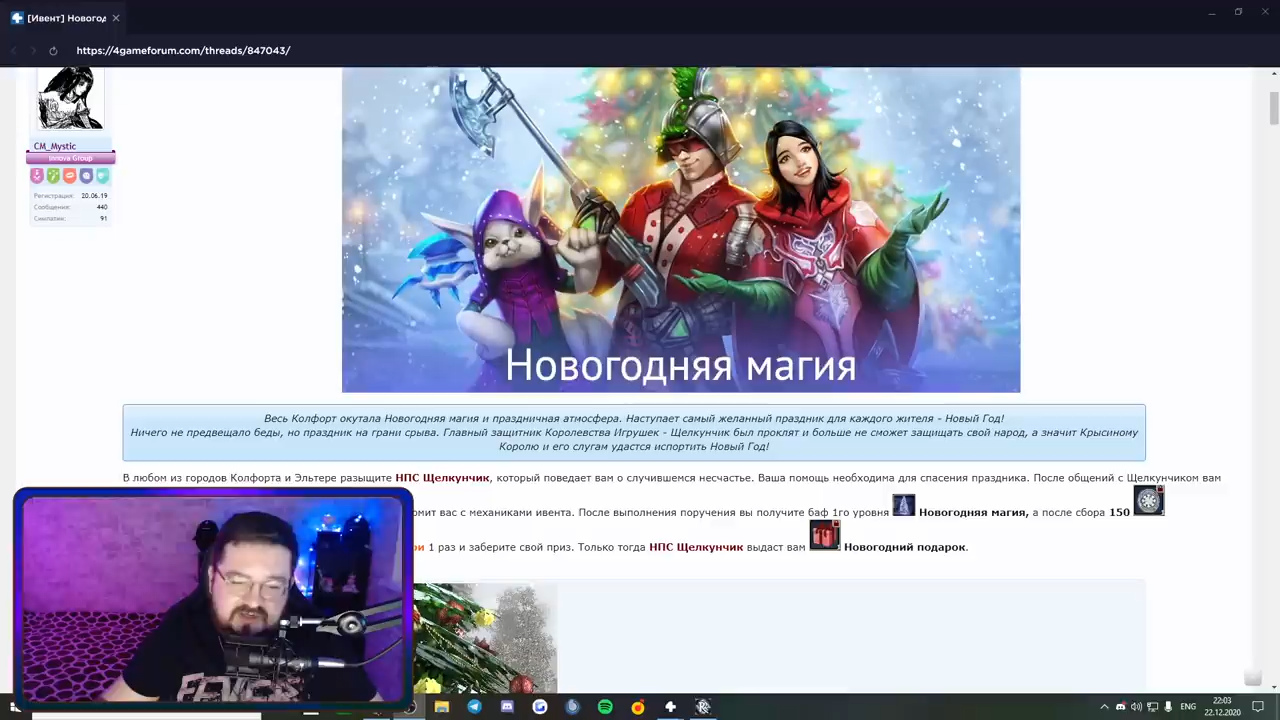 [Ивент] Новогод
https://4gameforum.com/threads/847043/
CM_Mystic
Innova Group
Регистрация: 20.06.19
Сообщения: 440
Симпатии: 91
Новогодняя магия
Весь Колфорт окутала Новогодняя магия и праздничная атмосфера. Наступает самый желанный праздник для каждого жителя - Новый Год!
Ничего не предвещало беды, но праздник на грани срыва. Главный защитник Королевства Игрушек - Щелкунчик был проклят и больше не сможет защищать свой народ, а значит Крысиному
Королю и его слугам удастся испортить Новый Год!
В любом из городов Колфорта и Эльтере разыщите НПС Щелкунчик, который поведает вам о случившемся несчастье. Ваша помощь необходима для спасения праздника. После общений с Щелкунчиком вам
омит вас с механиками ивента. После выполнения поручения вы получите баф 1го уровня Новогодняя магия, а после сбора 150
ри 1 раз и заберите свой приз. Только тогда НПС Щелкунчик выдаст вам Новогодний подарок.
ENG
22:03
22.12.2020